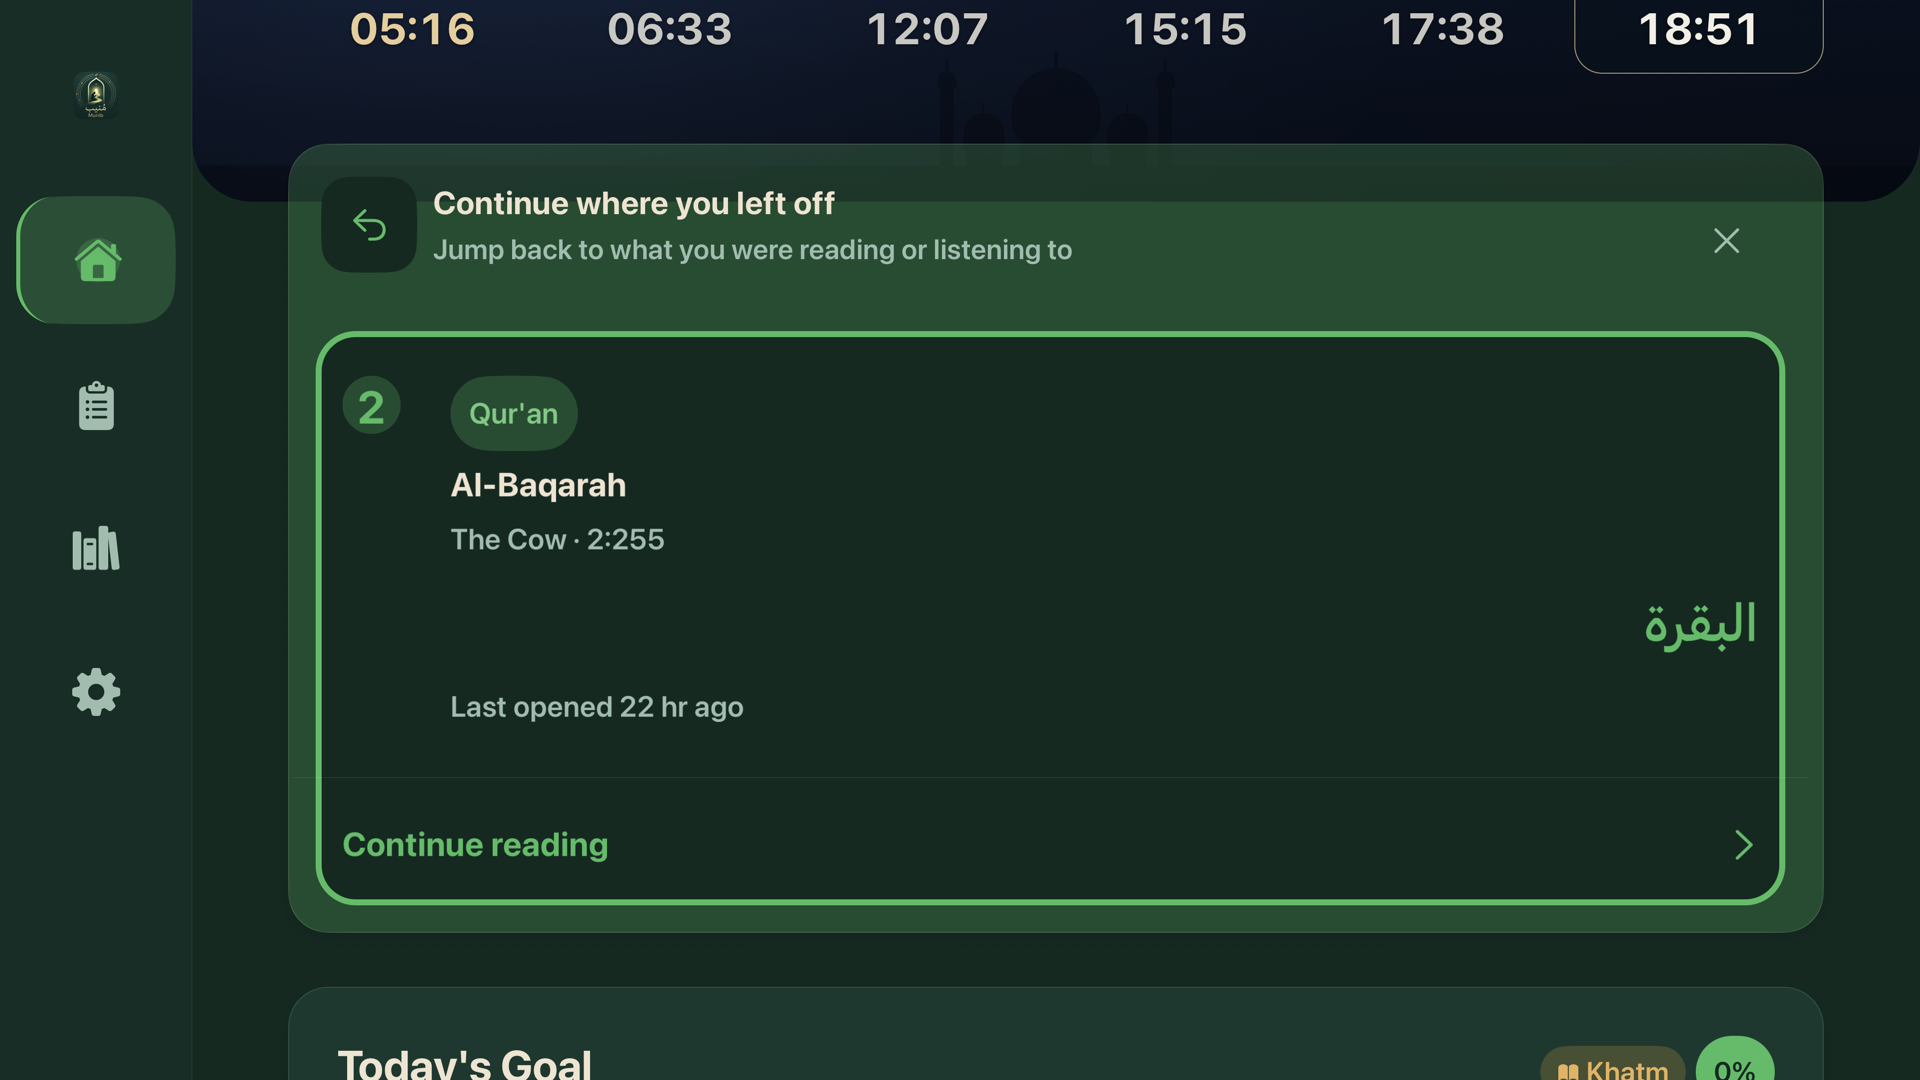 05:16 06:33 12:07 15:15 17:38 18:51
مُنيب
Munib
Continue where you left off
Jump back to what you were reading or listening to
2
Qur'an
Al-Baqarah
The Cow · 2:255
البقرة
Last opened 22 hr ago
Continue reading
Today's Goal
Khatm
0%